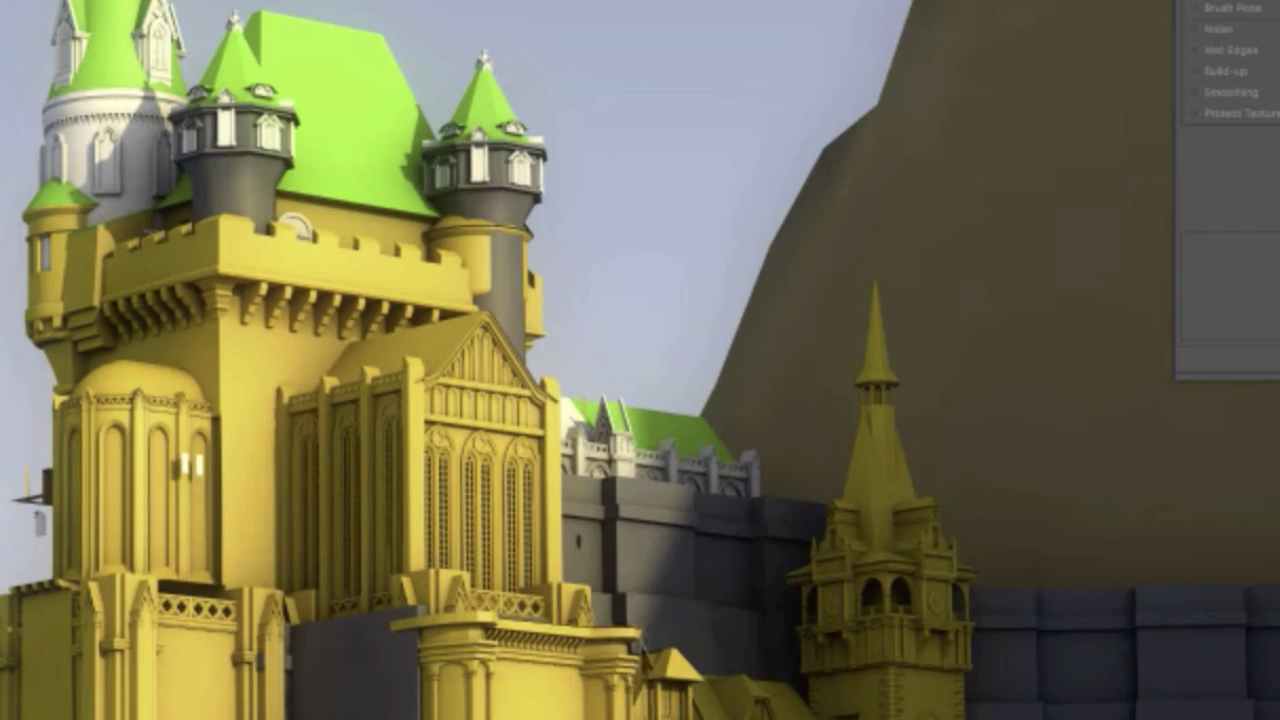 Brush Pose
Noise
Wet Edges
Build-up
Smoothing
Protect Texture